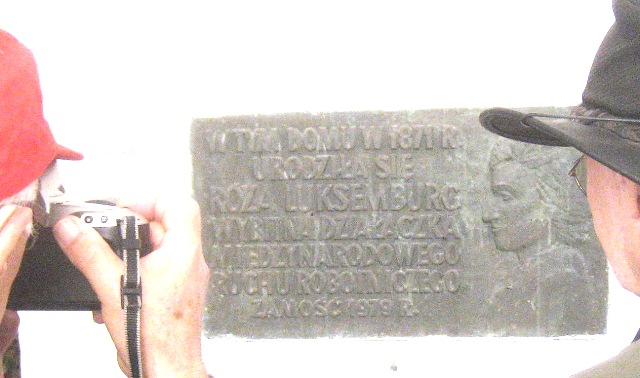 W TYM DOMU W 1871 R.
URODZIŁA SIĘ
RÓŻA LUKSEMBURG
WYBITNA DZIAŁACZKA
MIĘDZYNARODOWEGO
RUCHU ROBOTNICZEGO
ZAMOŚĆ 1979 R.